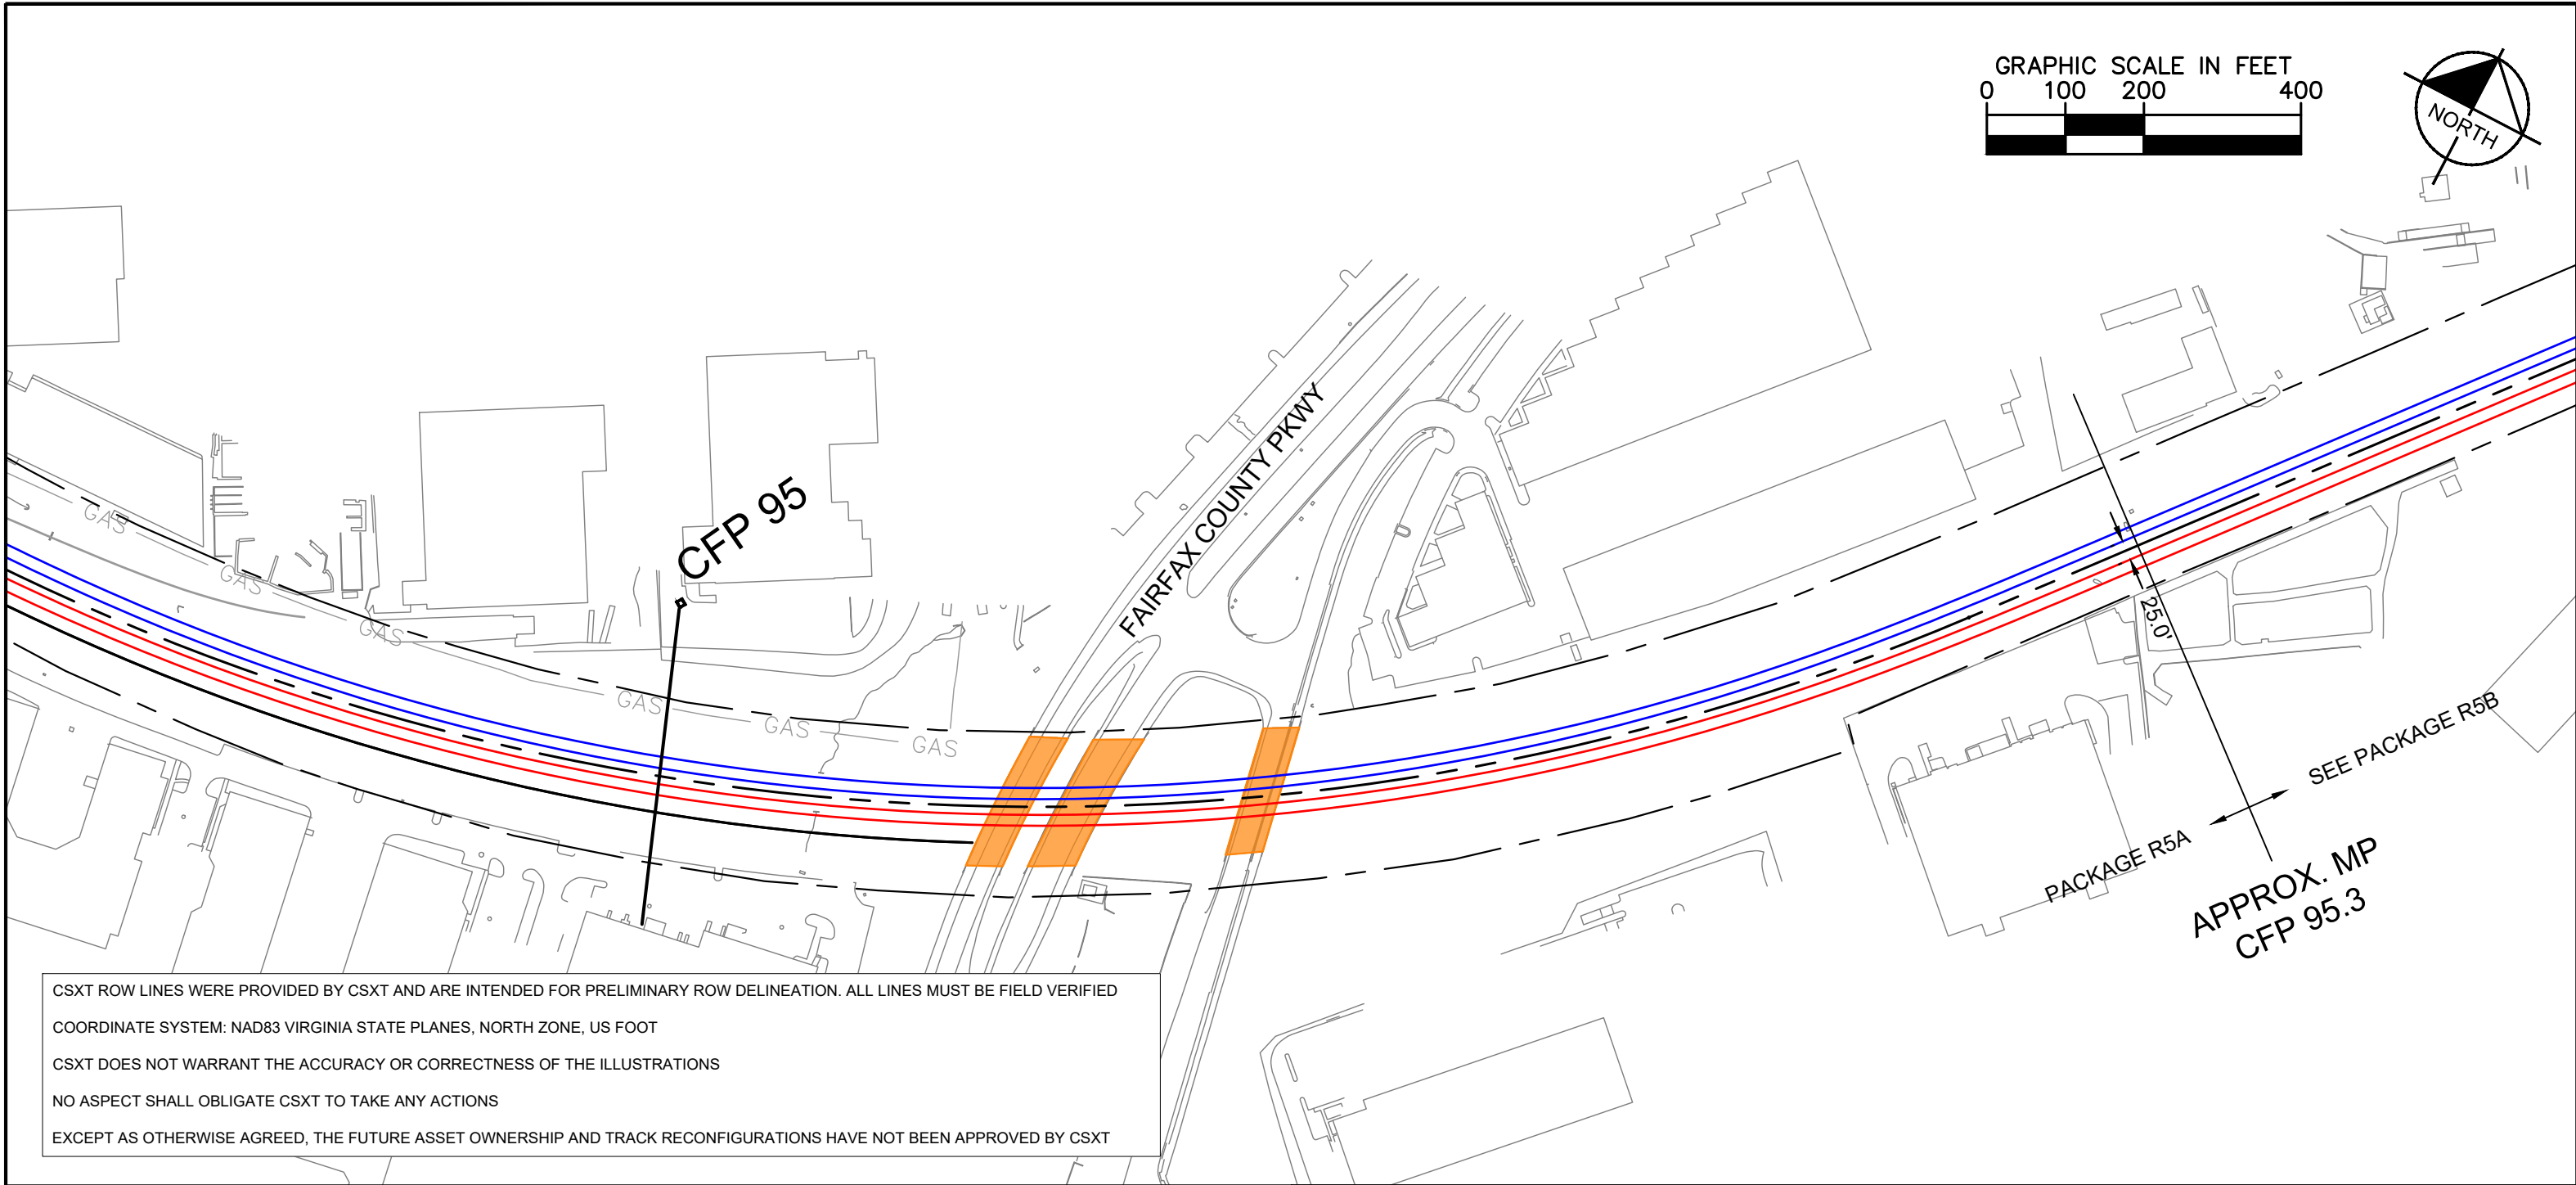 GRAPHIC SCALE IN FEET
0 100 200 400
NORTH
CFP 95
FAIRFAX COUNTY PKWY
GAS
GAS
GAS
GAS
GAS
GAS
25.0'
SEE PACKAGE R5B
PACKAGE R5A
APPROX. MP
CFP 95.3
CSXT ROW LINES WERE PROVIDED BY CSXT AND ARE INTENDED FOR PRELIMINARY ROW DELINEATION. ALL LINES MUST BE FIELD VERIFIED
COORDINATE SYSTEM: NAD83 VIRGINIA STATE PLANES, NORTH ZONE, US FOOT
CSXT DOES NOT WARRANT THE ACCURACY OR CORRECTNESS OF THE ILLUSTRATIONS
NO ASPECT SHALL OBLIGATE CSXT TO TAKE ANY ACTIONS
EXCEPT AS OTHERWISE AGREED, THE FUTURE ASSET OWNERSHIP AND TRACK RECONFIGURATIONS HAVE NOT BEEN APPROVED BY CSXT